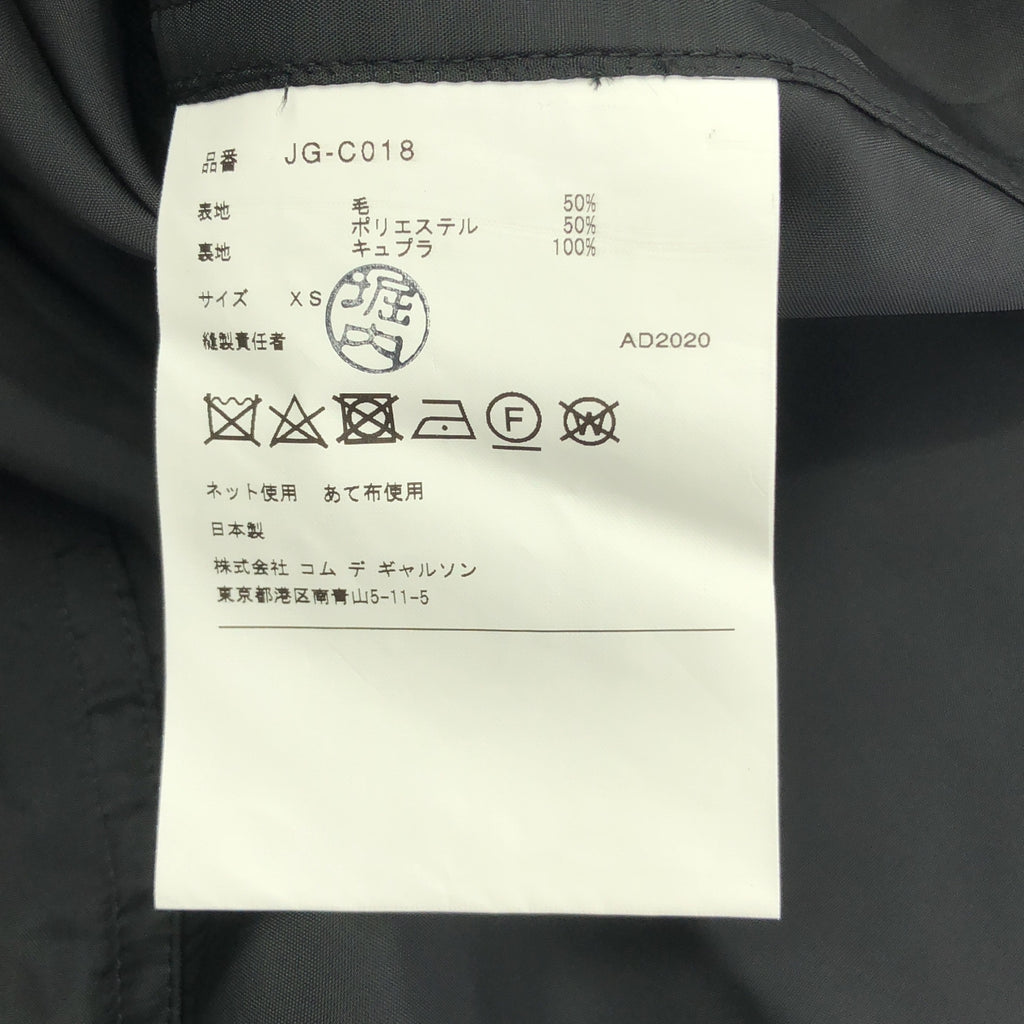 品番 JG-C018
表地 毛 50%
ポリエステル 50%
裏地 キュプラ 100%
サイズ XS
堀内
縫製責任者 AD2020
F W
ネット使用 あて布使用
日本製
株式会社 コム デ ギャルソン
東京都港区南青山5-11-5